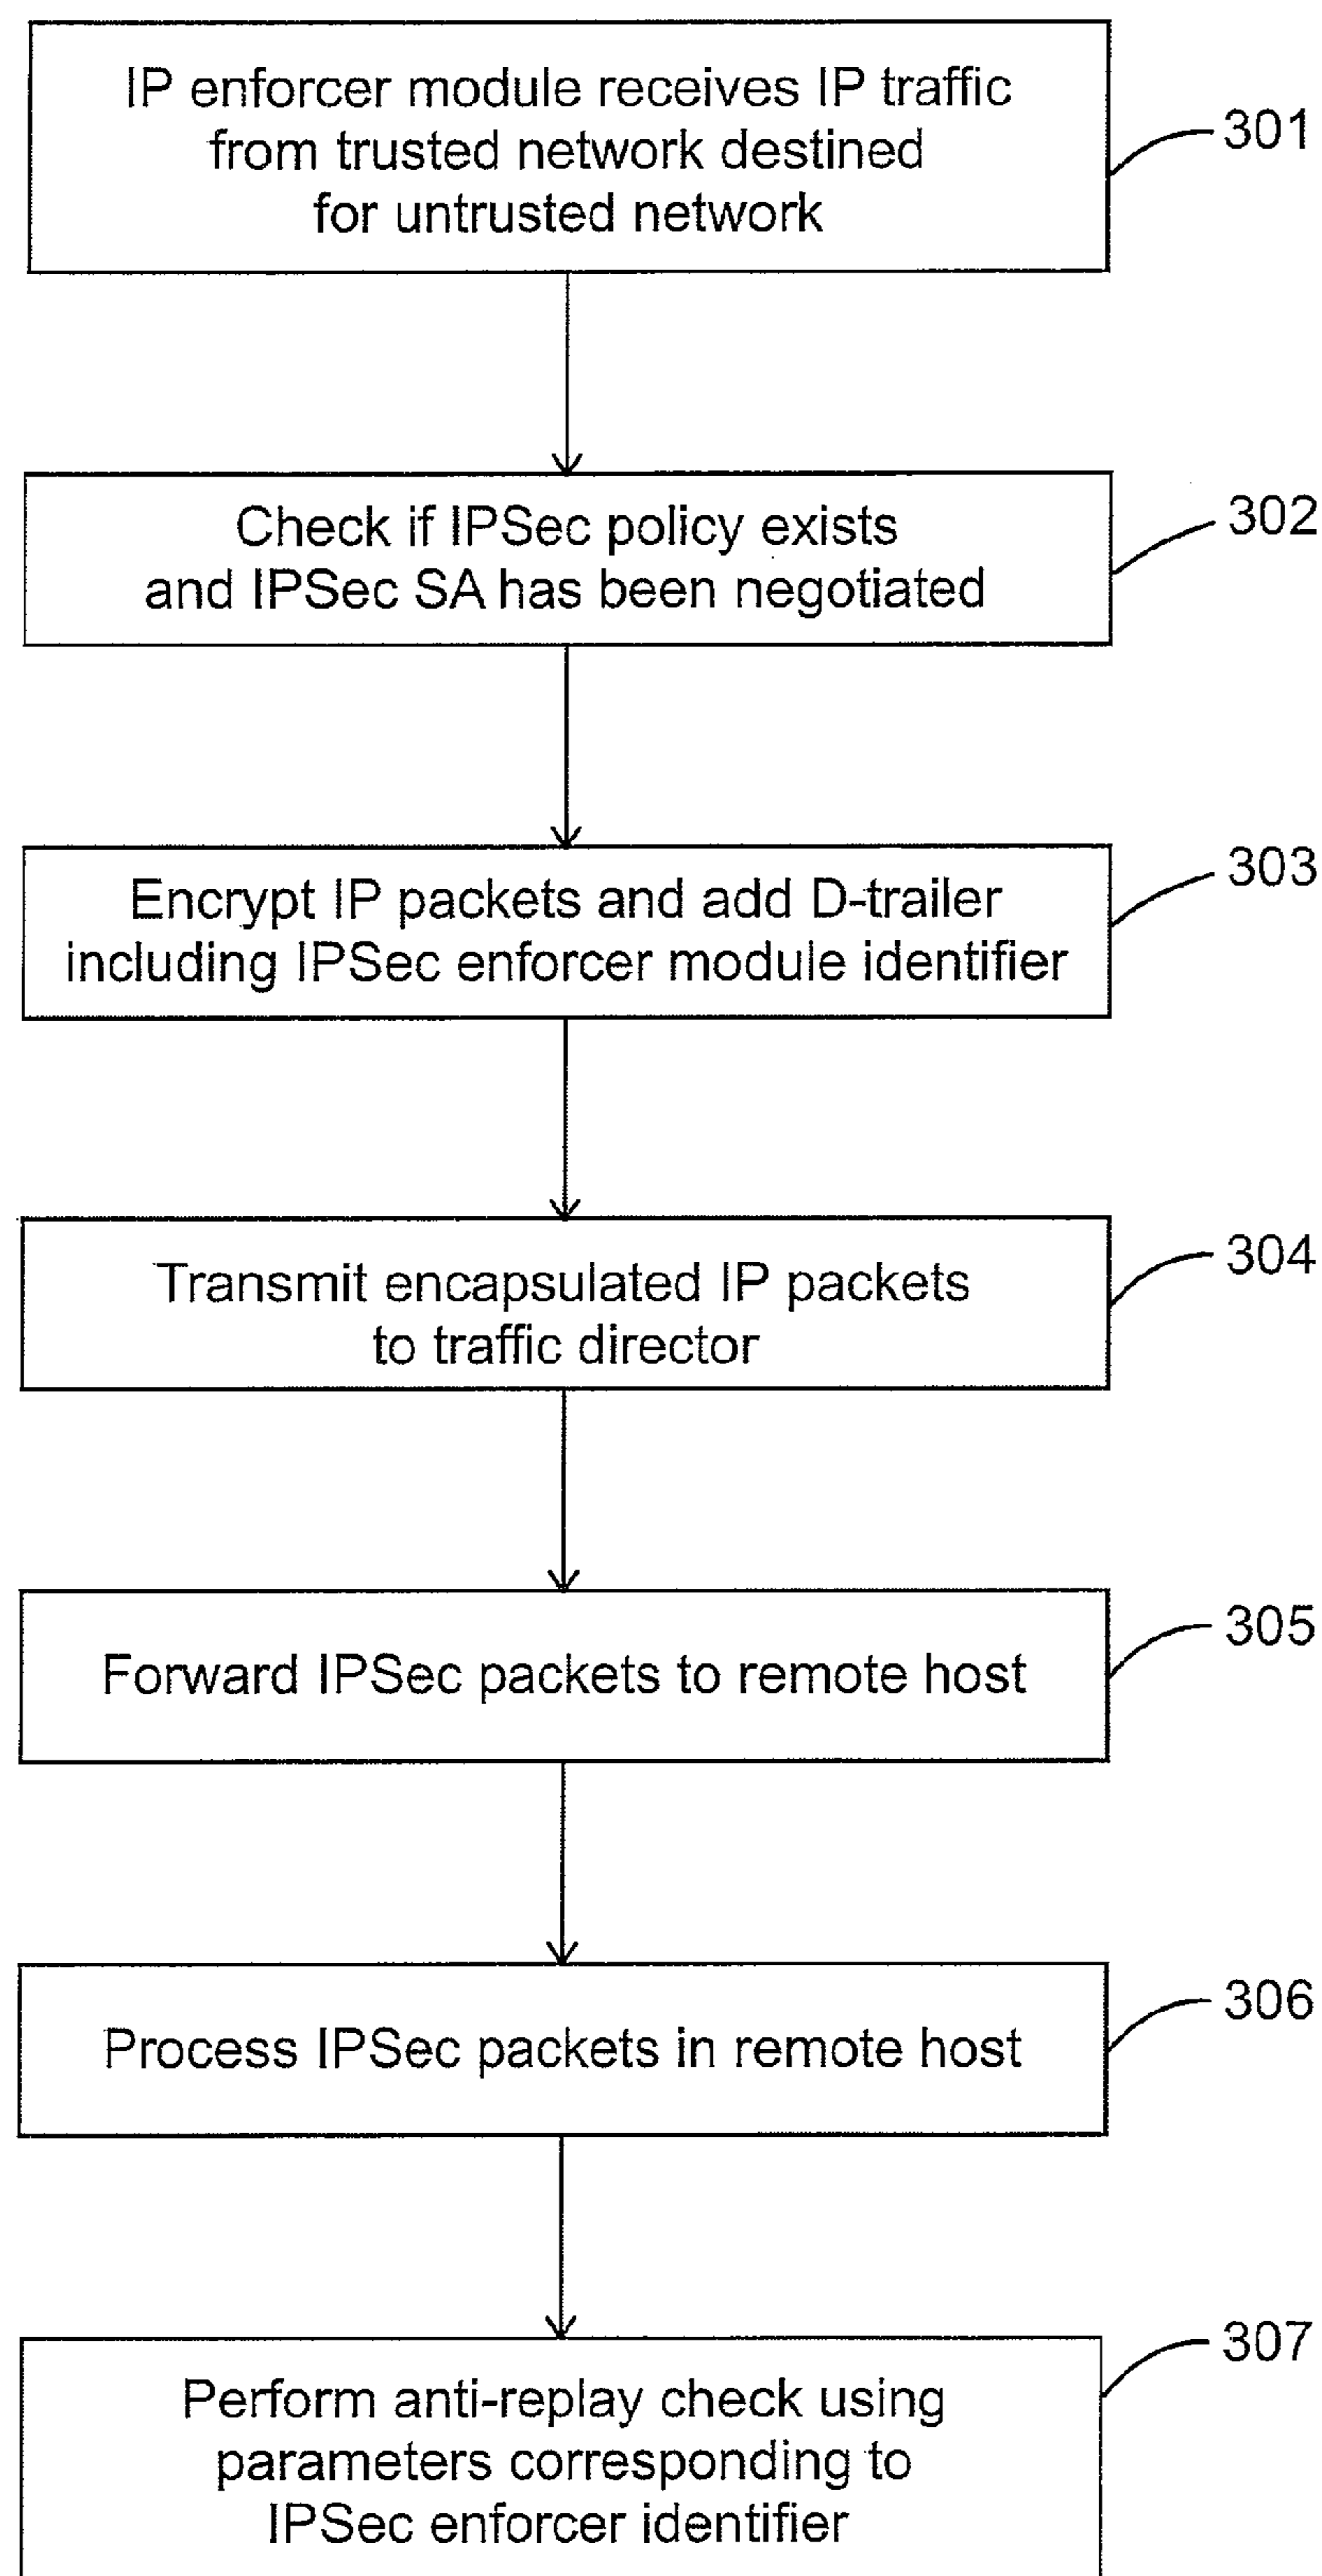 IP enforcer module receives IP traffic
from trusted network destined
for untrusted network
301
Check if IPSec policy exists
and IPSec SA has been negotiated
302
Encrypt IP packets and add D-trailer
including IPSec enforcer module identifier
303
Transmit encapsulated IP packets
to traffic director
304
Forward IPSec packets to remote host
305
Process IPSec packets in remote host
306
Perform anti-replay check using
parameters corresponding to
IPSec enforcer identifier
307